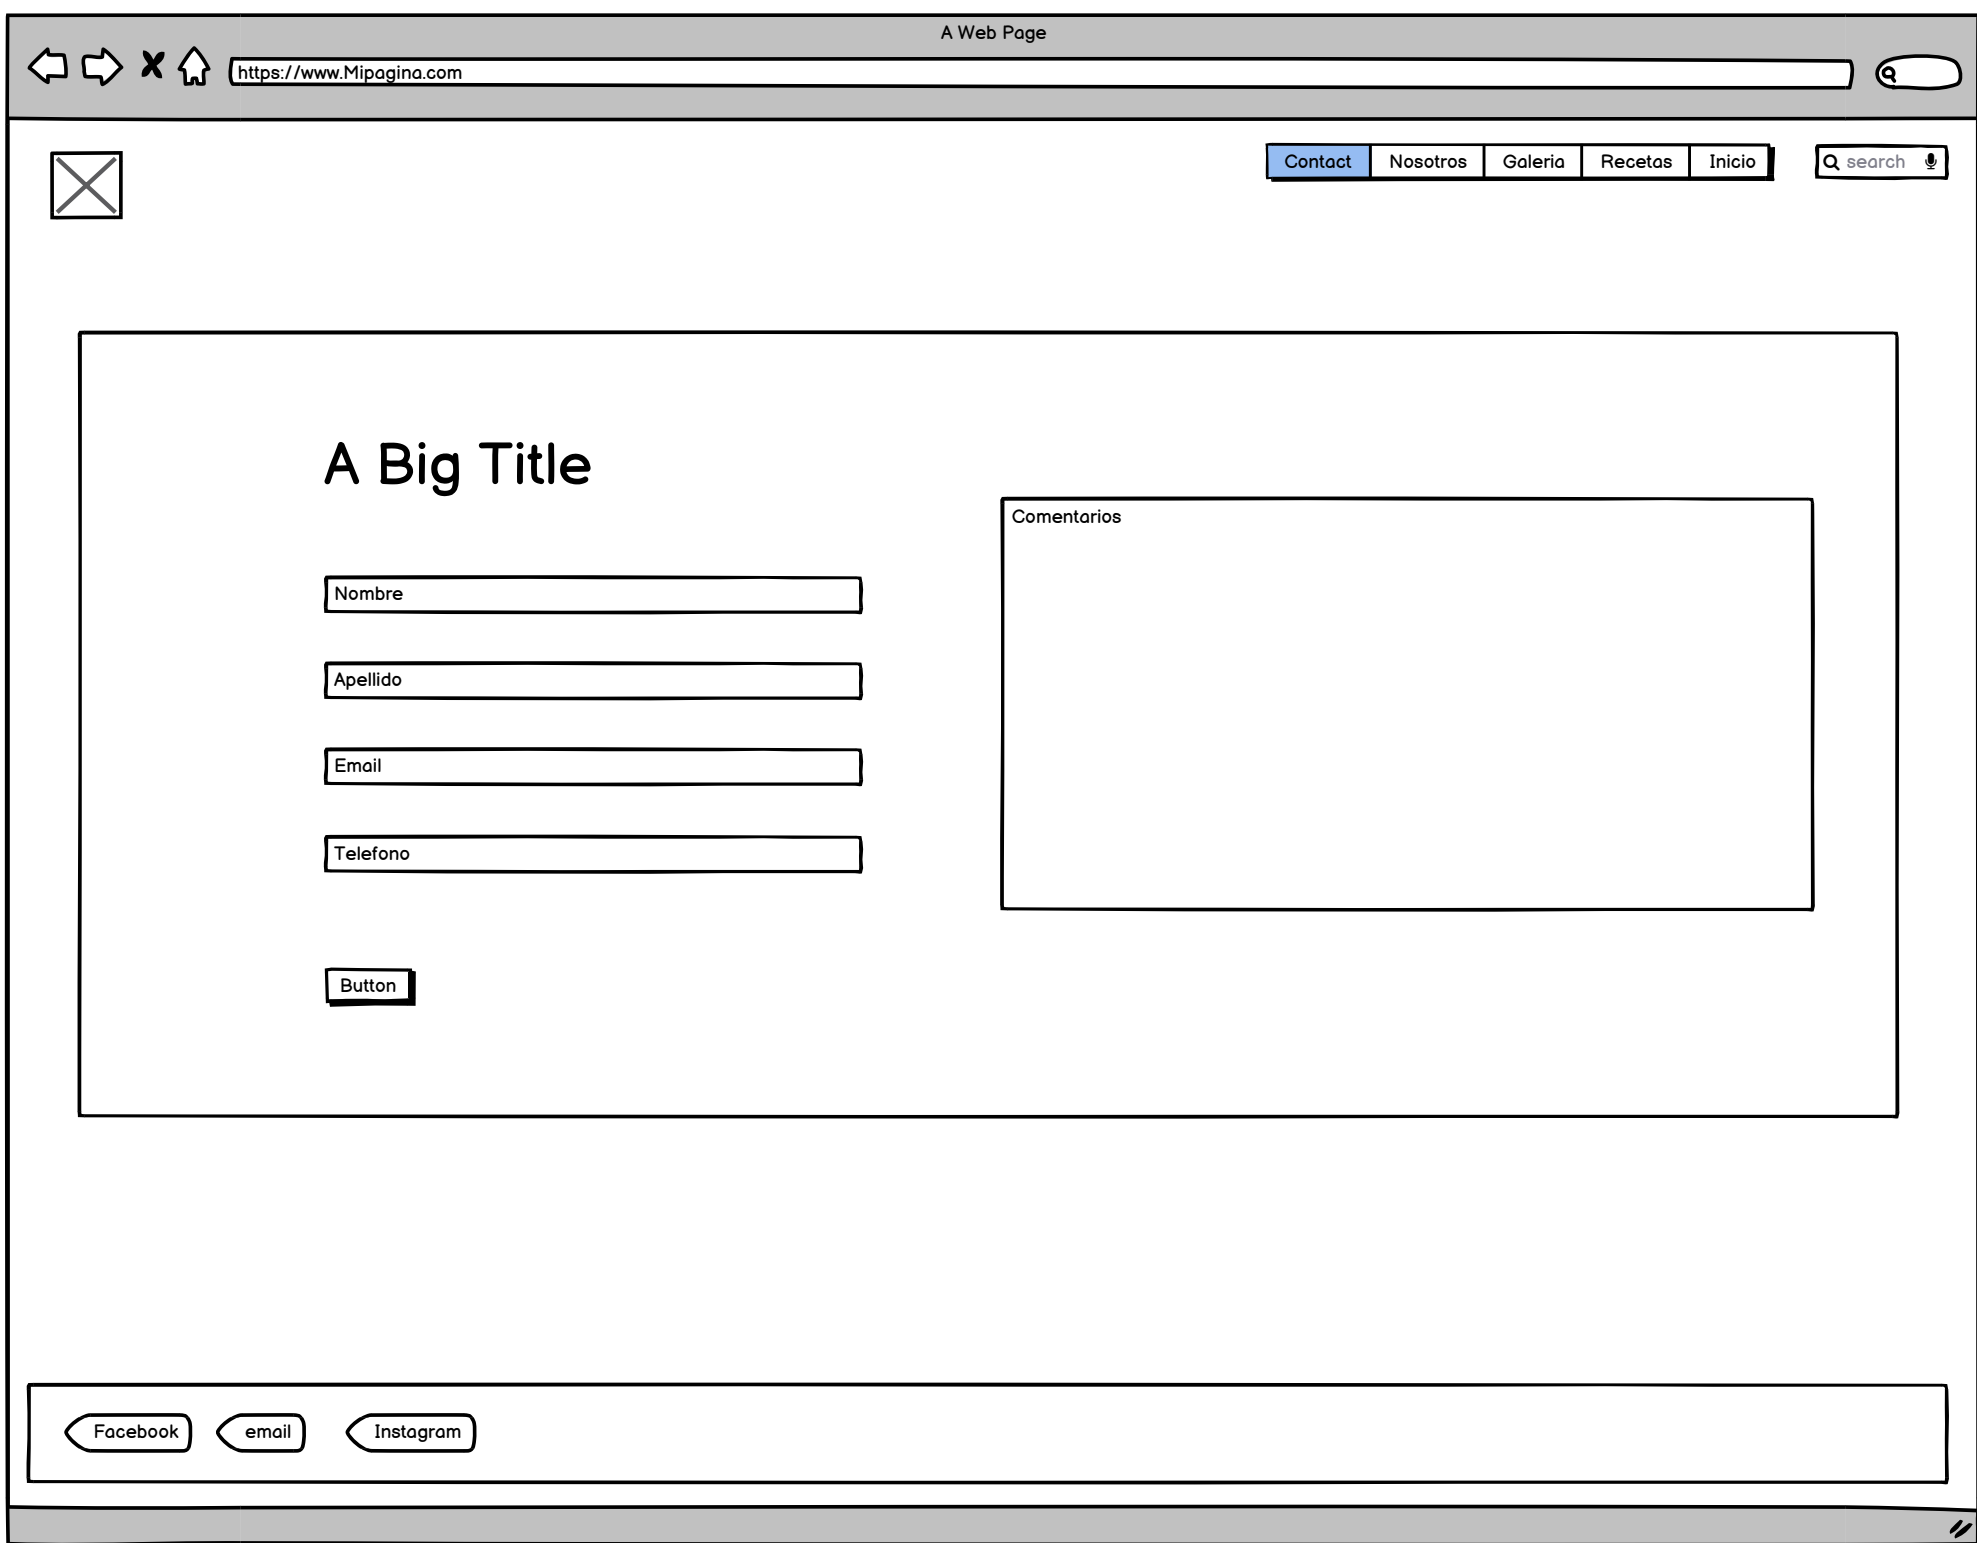 A Web Page
https://www.Mipagina.com
Contact Nosotros Galeria Recetas Inicio
search
A Big Title
Comentarios
Nombre
Apellido
Email
Telefono
Button
Facebook email Instagram